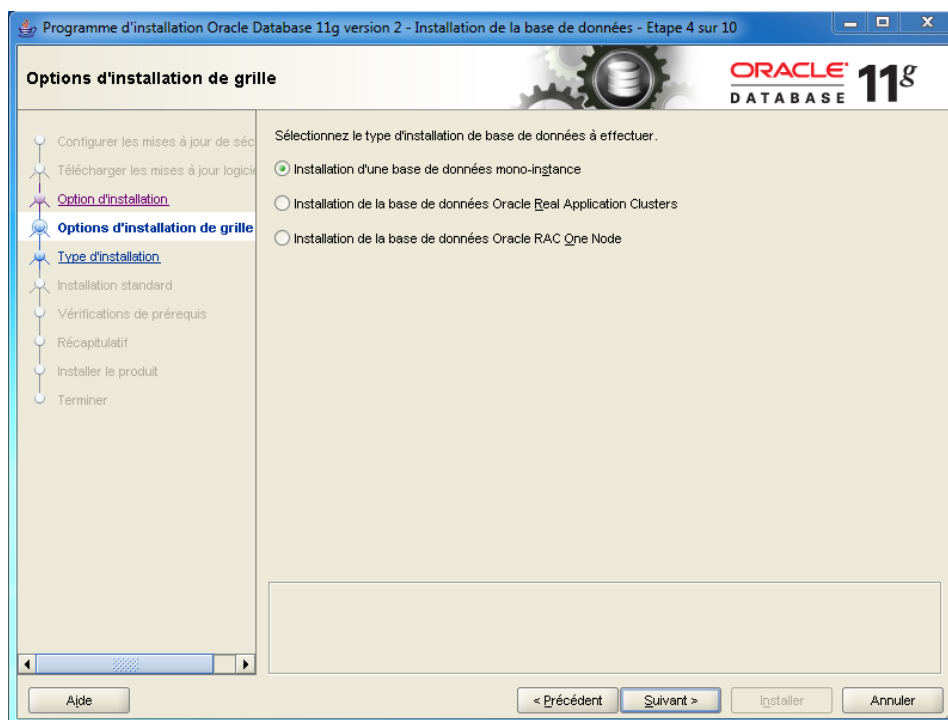 Programme d'installation Oracle Database 11g version 2 - Installation de la base de données - Etape 4 sur 10
Options d'installation de grille
ORACLE
DATABASE
11g
Configurer les mises à jour de séc
Télécharger les mises à jour logicie
Option d'installation
Options d'installation de grille
Type d'installation
Installation standard
Vérifications de prérequis
Récapitulatif
Installer le produit
Terminer
Sélectionnez le type d'installation de base de données à effectuer.
Installation d'une base de données mono-instance
Installation de la base de données Oracle Real Application Clusters
Installation de la base de données Oracle RAC One Node
Aide
< Précédent
Suivant >
Installer
Annuler